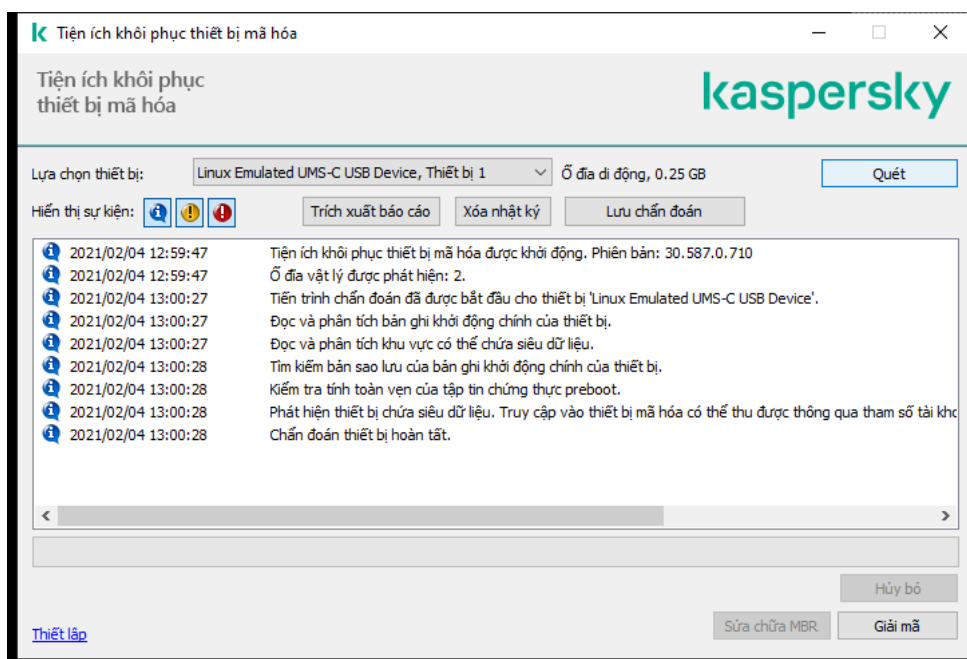 Tiện ích khôi phục thiết bị mã hóa
Tiện ích khôi phục
thiết bị mã hóa
kaspersky
Lựa chọn thiết bị: Linux Emulated UMS-C USB Device, Thiết bị 1 Ổ đĩa di động, 0.25 GB Quét
Hiển thị sự kiện: Trích xuất báo cáo Xóa nhật ký Lưu chẩn đoán
2021/02/04 12:59:47 Tiện ích khôi phục thiết bị mã hóa được khởi động. Phiên bản: 30.587.0.710
2021/02/04 12:59:47 Ổ đĩa vật lý được phát hiện: 2.
2021/02/04 13:00:27 Tiến trình chẩn đoán đã được bắt đầu cho thiết bị 'Linux Emulated UMS-C USB Device'.
2021/02/04 13:00:27 Đọc và phân tích bản ghi khởi động chính của thiết bị.
2021/02/04 13:00:27 Đọc và phân tích khu vực có thể chứa siêu dữ liệu.
2021/02/04 13:00:28 Tìm kiếm bản sao lưu của bản ghi khởi động chính của thiết bị.
2021/02/04 13:00:28 Kiểm tra tính toàn vẹn của tập tin chứng thực preboot.
2021/02/04 13:00:28 Phát hiện thiết bị chứa siêu dữ liệu. Truy cập vào thiết bị mã hóa có thể thu được thông qua tham số tài
2021/02/04 13:00:28 Chẩn đoán thiết bị hoàn tất.
Hủy bỏ
Thiết lập Sửa chữa MBR Giải mã